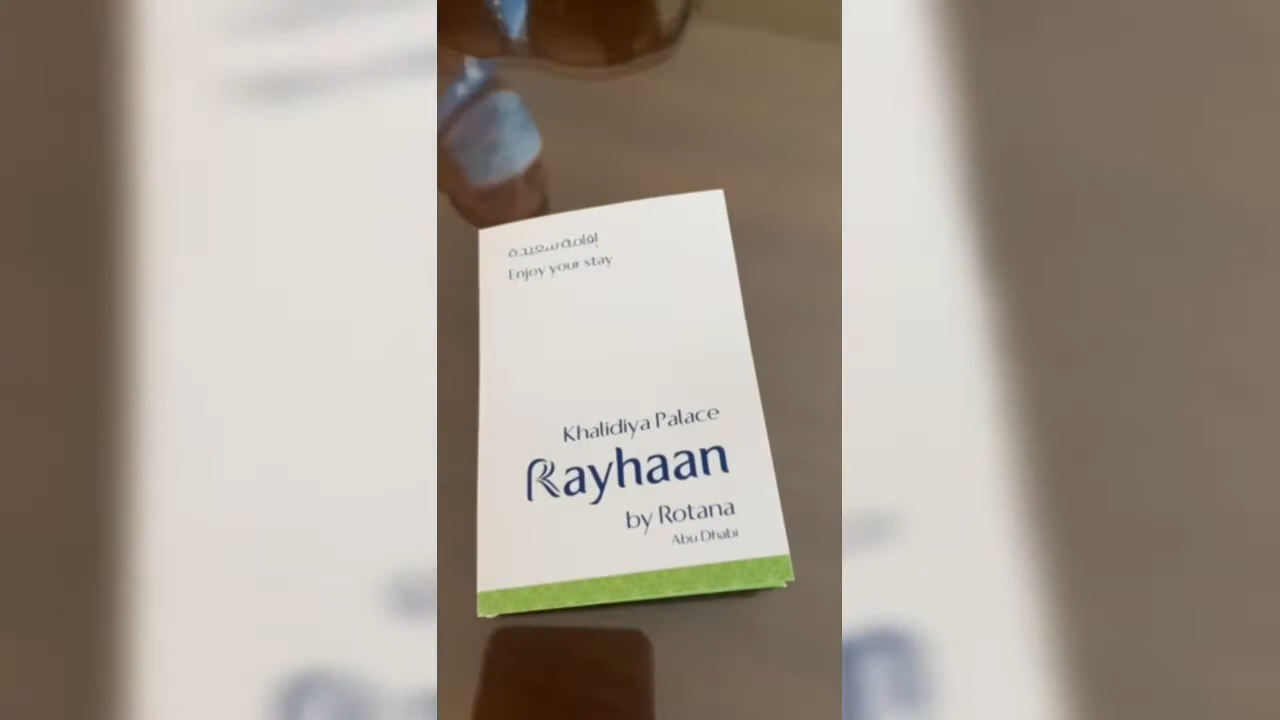 إقامة سعيدة
Enjoy your stay
Khalidiya Palace
Rayhaan
by Rotana
Abu Dhabi